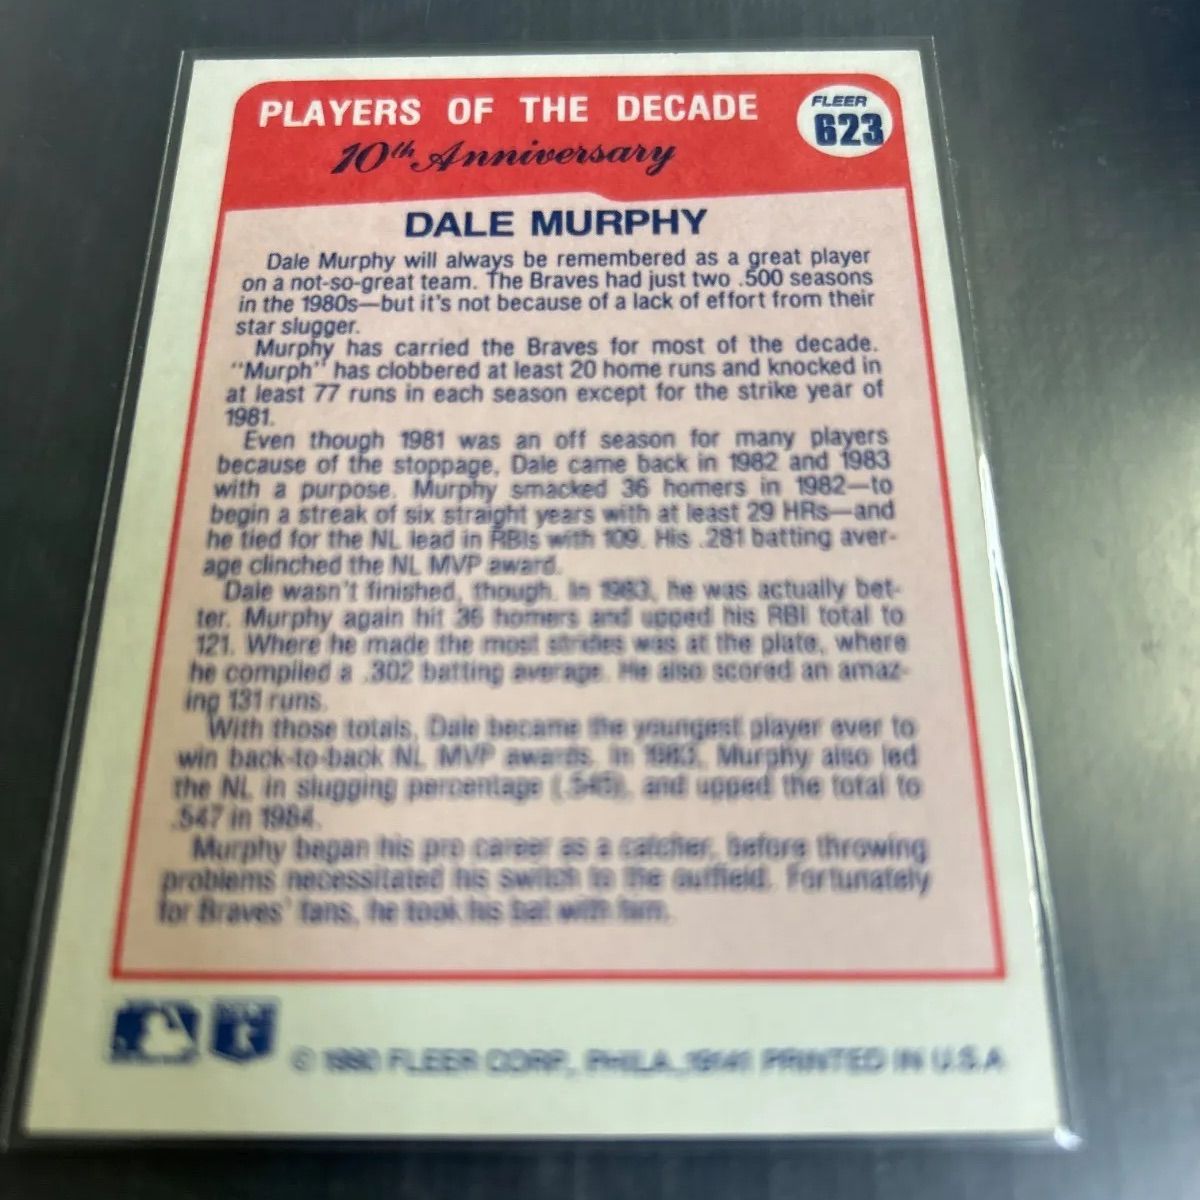 PLAYERS OF THE DECADE
10th Anniversary
FLEER
623
DALE MURPHY
Dale Murphy will always be remembered as a great player
on a not-so-great team. The Braves had just two .500 seasons
in the 1980s—but it's not because of a lack of effort from their
star slugger.
Murphy has carried the Braves for most of the decade.
"Murph" has clobbered at least 20 home runs and knocked in
at least 77 runs in each season except for the strike year of
1981.
Even though 1981 was an off season for many players
because of the stoppage, Dale came back in 1982 and 1983
with a purpose. Murphy smacked 36 homers in 1982—to
begin a streak of six straight years with at least 29 HRs—and
he tied for the NL lead in RBIs with 109. His .281 batting aver-
age clinched the NL MVP award.
Dale wasn't finished, though. In 1983, he was actually bet-
ter. Murphy again hit 36 homers and upped his RBI total to
121. Where he made the most strides was at the plate, where
he compiled a .302 batting average. He also scored an amaz-
ing 131 runs.
With those totals, Dale became the youngest player ever to
win back-to-back NL MVP awards. In 1983, Murphy also led
the NL in slugging percentage (.540), and upped the total to
.547 in 1984.
Murphy began his pro career as a catcher, before throwing
problems necessitated his switch to the outfield. Fortunately
for Braves' fans, he took his bat with him.
© 1990 FLEER CORP., PHILA., 19141 PRINTED IN U.S.A